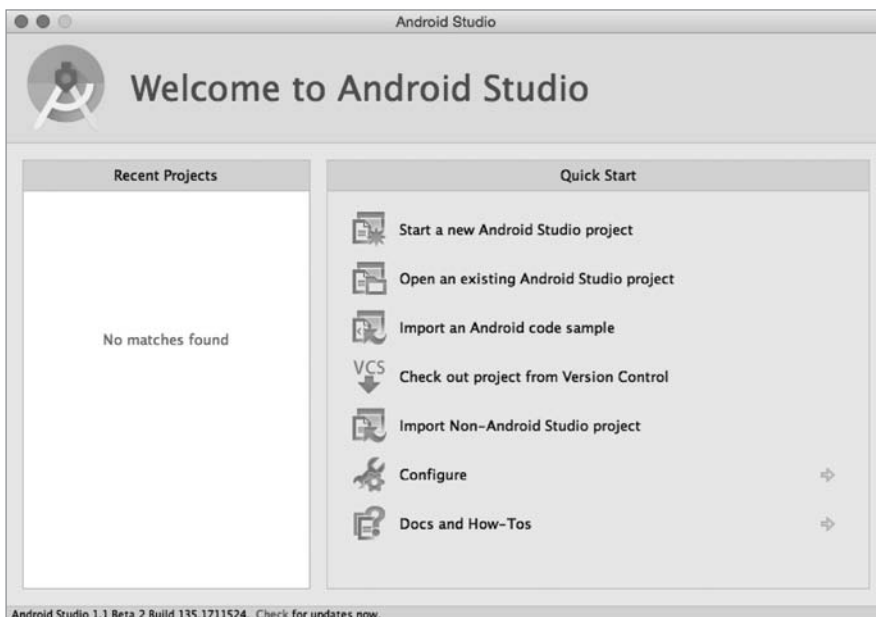 Android Studio
Welcome to Android Studio
Recent Projects
No matches found
Quick Start
Start a new Android Studio project
Open an existing Android Studio project
Import an Android code sample
VCS
Check out project from Version Control
Import Non-Android Studio project
Configure
Docs and How-Tos
Android Studio 1.1 Beta 2 Build 135.1711524. Check for updates now.